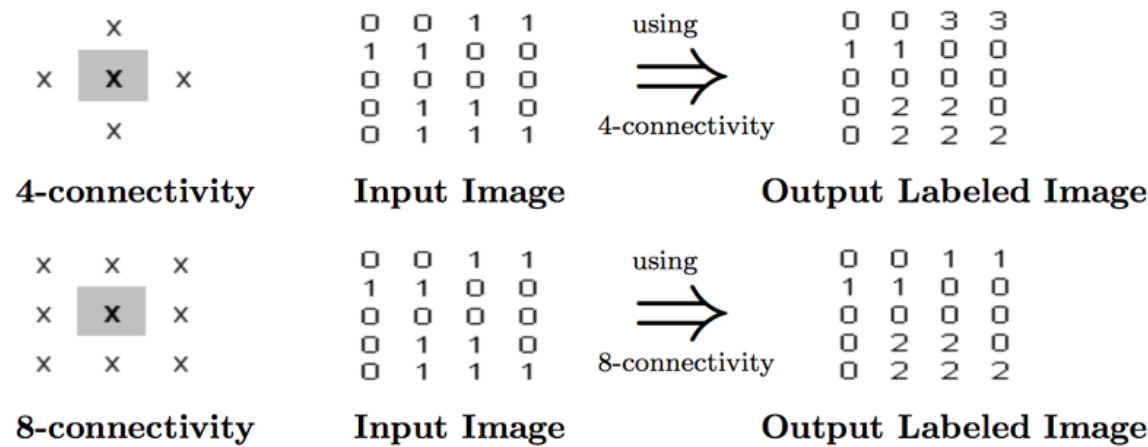 x
x x x
x
4-connectivity
0 0 1 1
1 1 0 0
0 0 0 0
0 1 1 0
0 1 1 1
Input Image
using
4-connectivity
0 0 3 3
1 1 0 0
0 0 0 0
0 2 2 0
0 2 2 2
Output Labeled Image
x x x
x x x
x x x
8-connectivity
0 0 1 1
1 1 0 0
0 0 0 0
0 1 1 0
0 1 1 1
Input Image
using
8-connectivity
0 0 1 1
1 1 0 0
0 0 0 0
0 2 2 0
0 2 2 2
Output Labeled Image